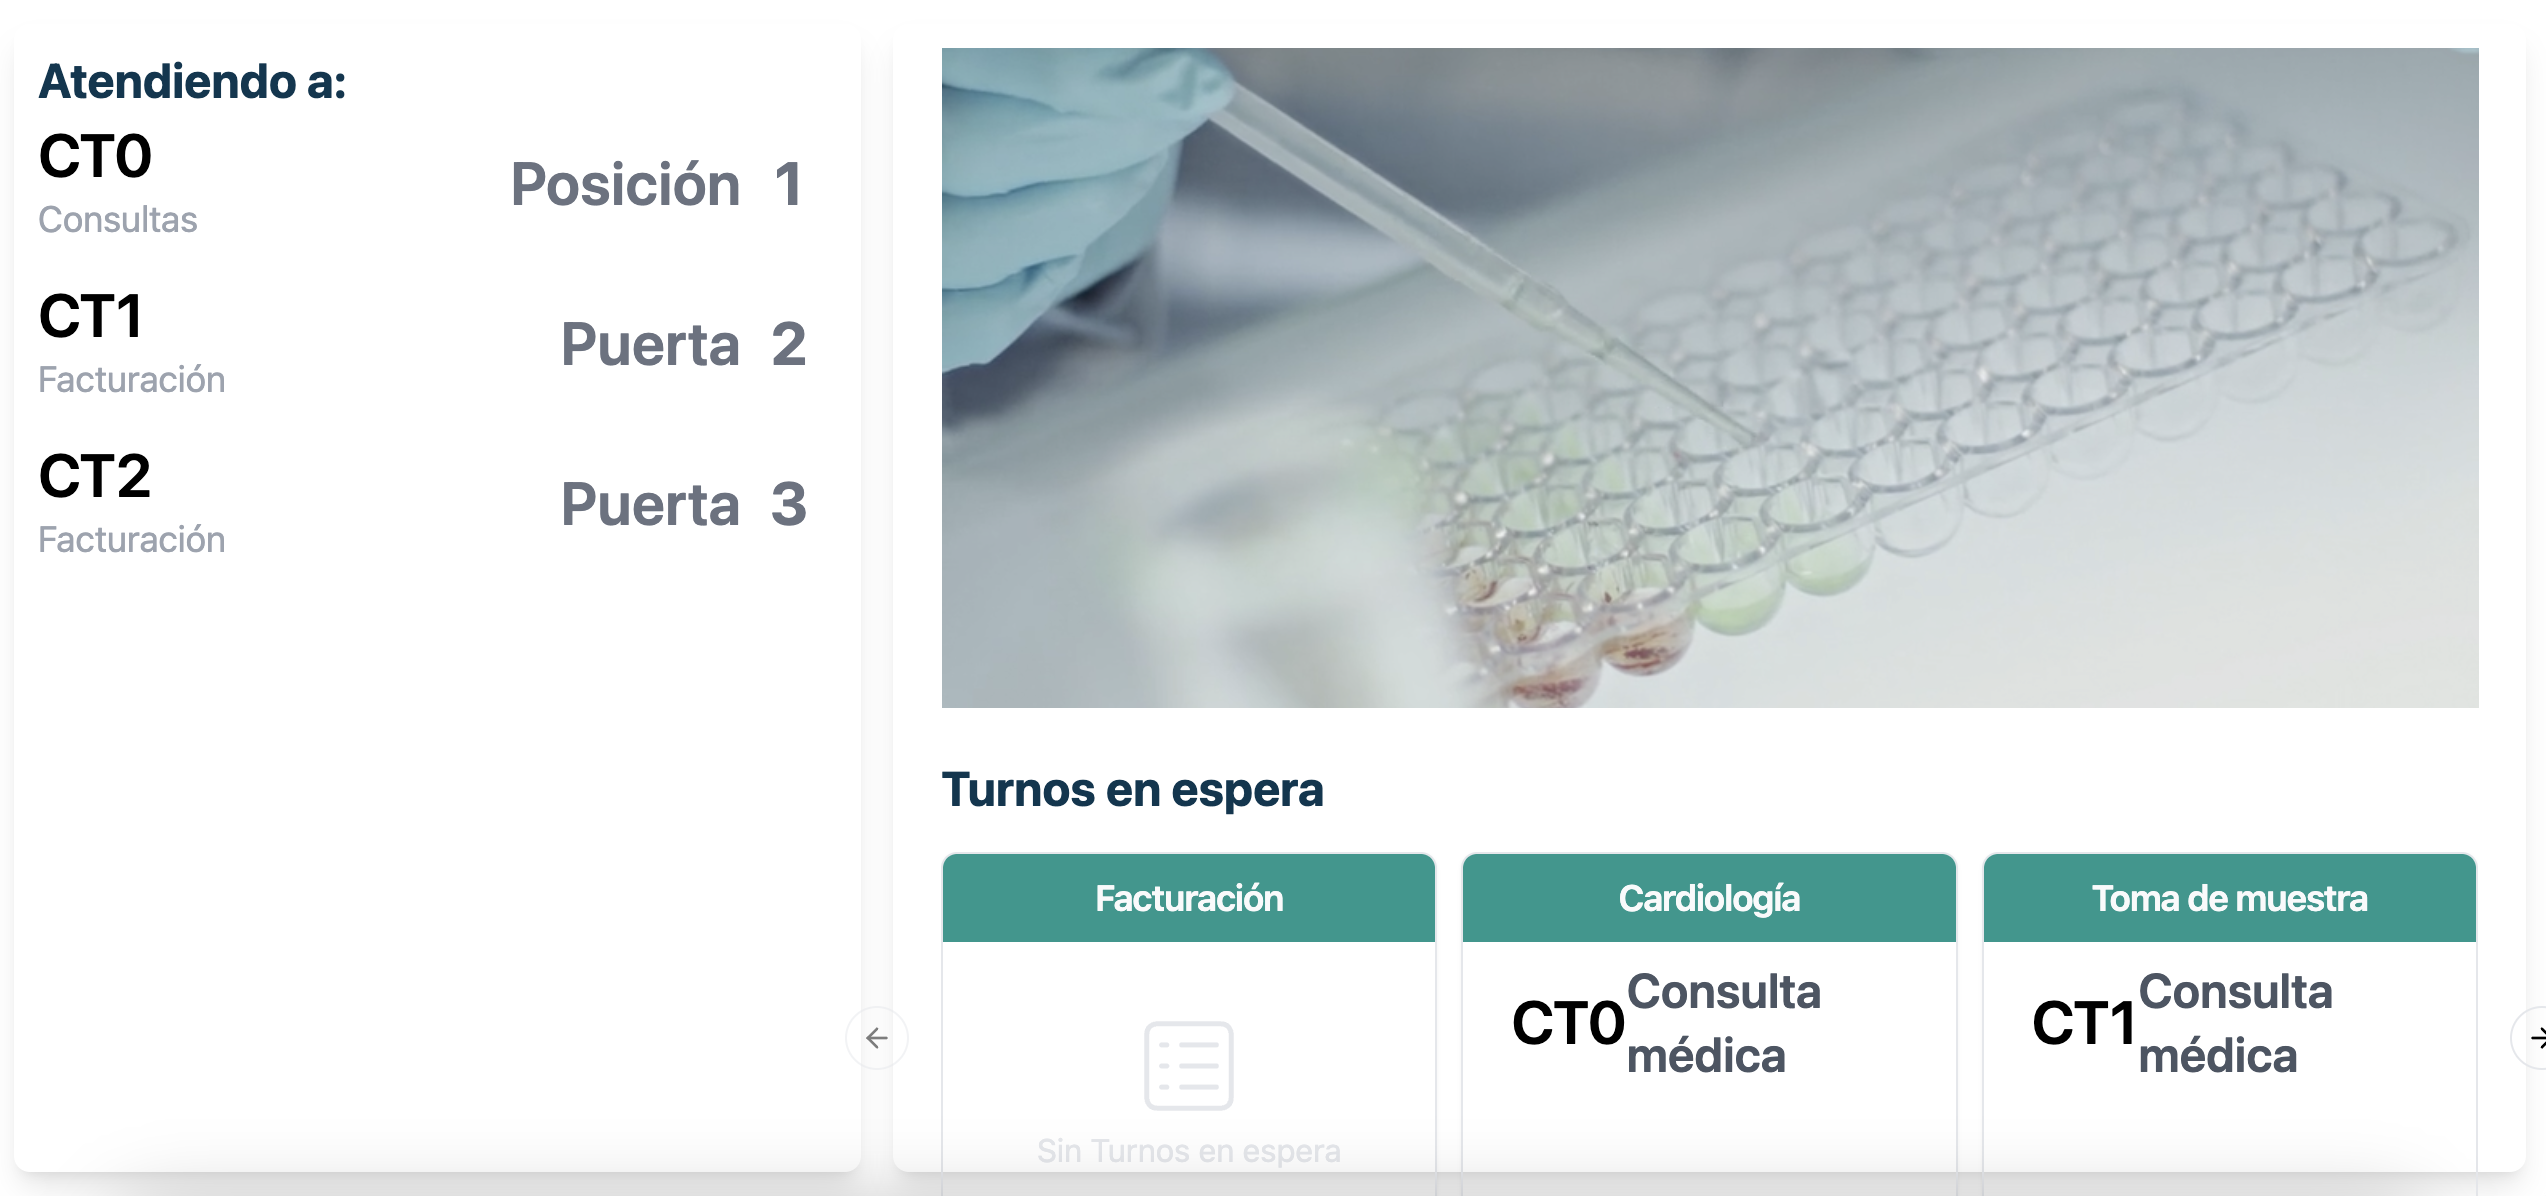 Atendiendo a:
CT0
Consultas
Posición 1
CT1
Facturación
Puerta 2
CT2
Facturación
Puerta 3
Turnos en espera
Facturación
Sin Turnos en espera
Cardiología
CT0 Consulta
médica
Toma de muestra
CT1 Consulta
médica